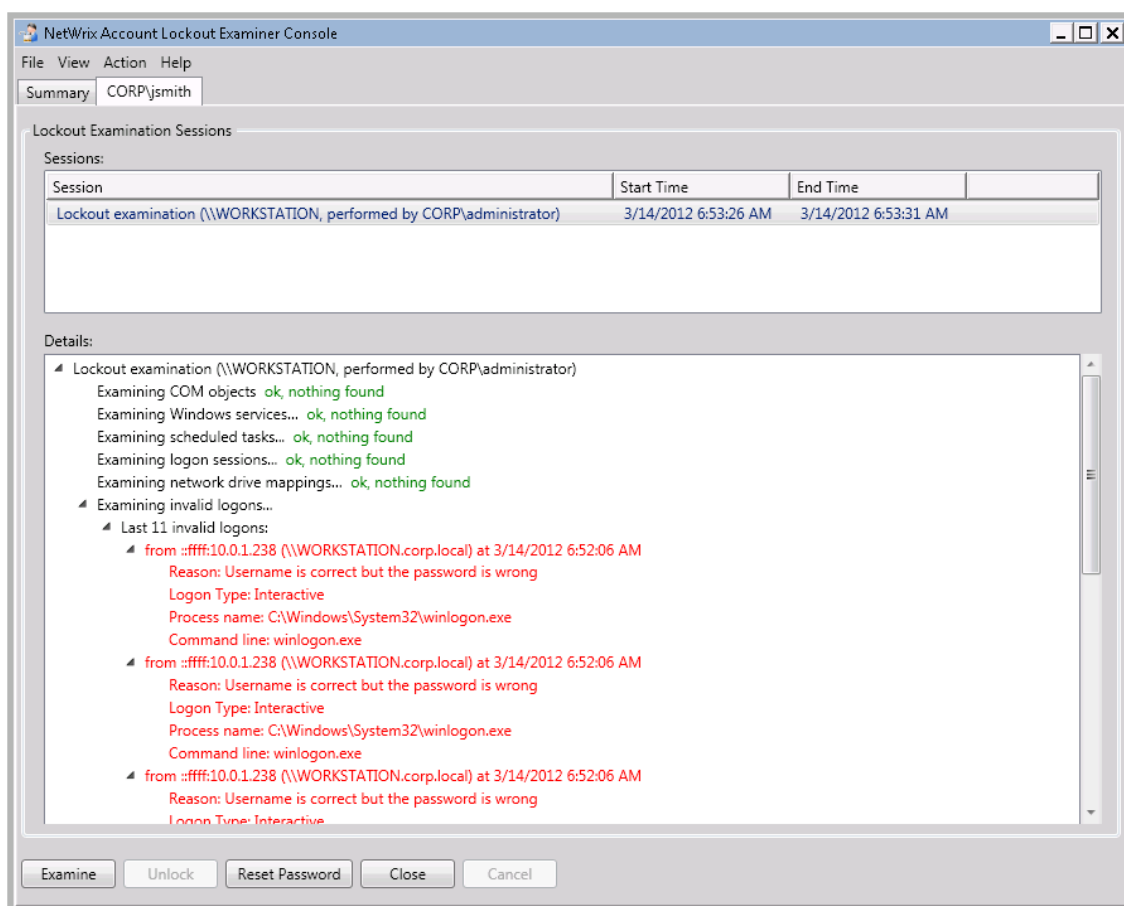 NetWrix Account Lockout Examiner Console
File View Action Help
Summary CORP\jsmith
Lockout Examination Sessions
Sessions:
Session Start Time End Time
Lockout examination (\\WORKSTATION, performed by CORP\administrator) 3/14/2012 6:53:26 AM 3/14/2012 6:53:31 AM
Details:
Lockout examination (\\WORKSTATION, performed by CORP\administrator)
Examining COM objects ok, nothing found
Examining Windows services... ok, nothing found
Examining scheduled tasks... ok, nothing found
Examining logon sessions... ok, nothing found
Examining network drive mappings... ok, nothing found
Examining invalid logons...
Last 11 invalid logons:
from ::ffff:10.0.1.238 (\\WORKSTATION.corp.local) at 3/14/2012 6:52:06 AM
Reason: Username is correct but the password is wrong
Logon Type: Interactive
Process name: C:\Windows\System32\winlogon.exe
Command line: winlogon.exe
from ::ffff:10.0.1.238 (\\WORKSTATION.corp.local) at 3/14/2012 6:52:06 AM
Reason: Username is correct but the password is wrong
Logon Type: Interactive
Process name: C:\Windows\System32\winlogon.exe
Command line: winlogon.exe
from ::ffff:10.0.1.238 (\\WORKSTATION.corp.local) at 3/14/2012 6:52:06 AM
Reason: Username is correct but the password is wrong
Logon Type: Interactive
Examine Unlock Reset Password Close Cancel